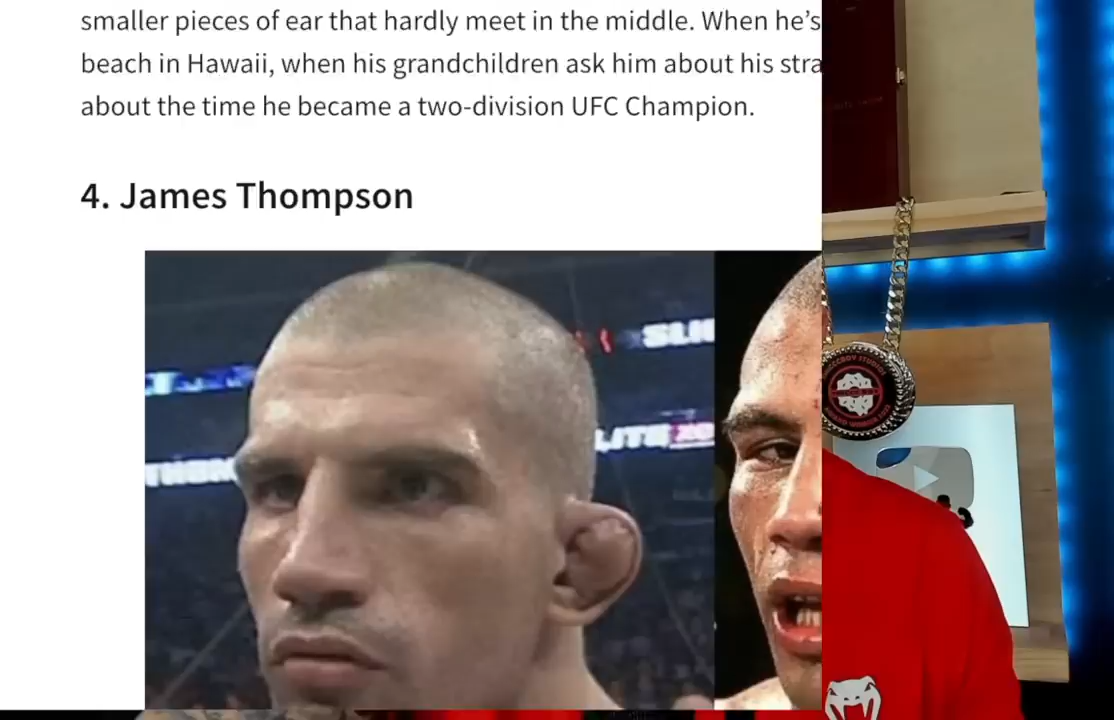 smaller pieces of ear that hardly meet in the middle. When he's
beach in Hawaii, when his grandchildren ask him about his stra
about the time he became a two-division UFC Champion.
4. James Thompson